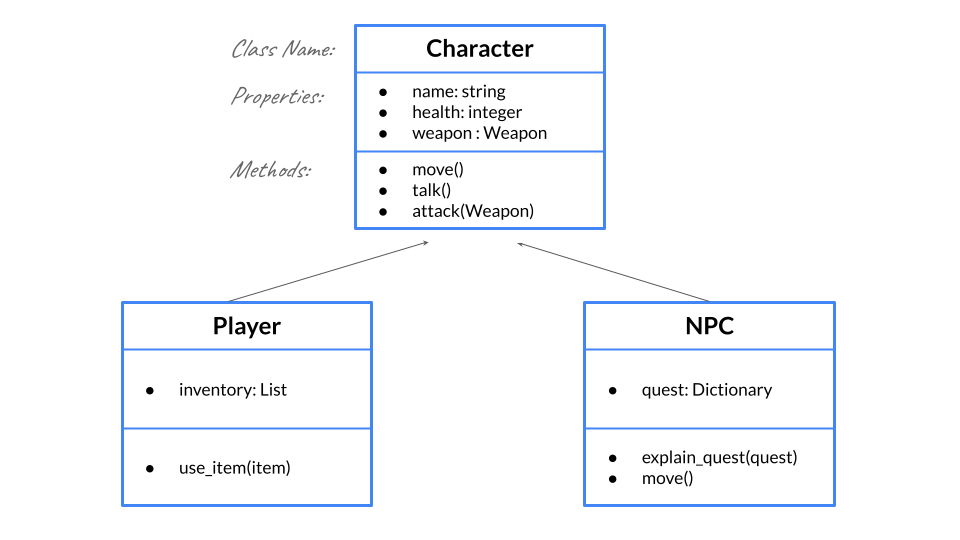 Class Name:
Character
Properties:
● name: string
● health: integer
● weapon : Weapon
Methods:
● move()
● talk()
● attack(Weapon)
Player
● inventory: List
● use_item(item)
NPC
● quest: Dictionary
● explain_quest(quest)
● move()